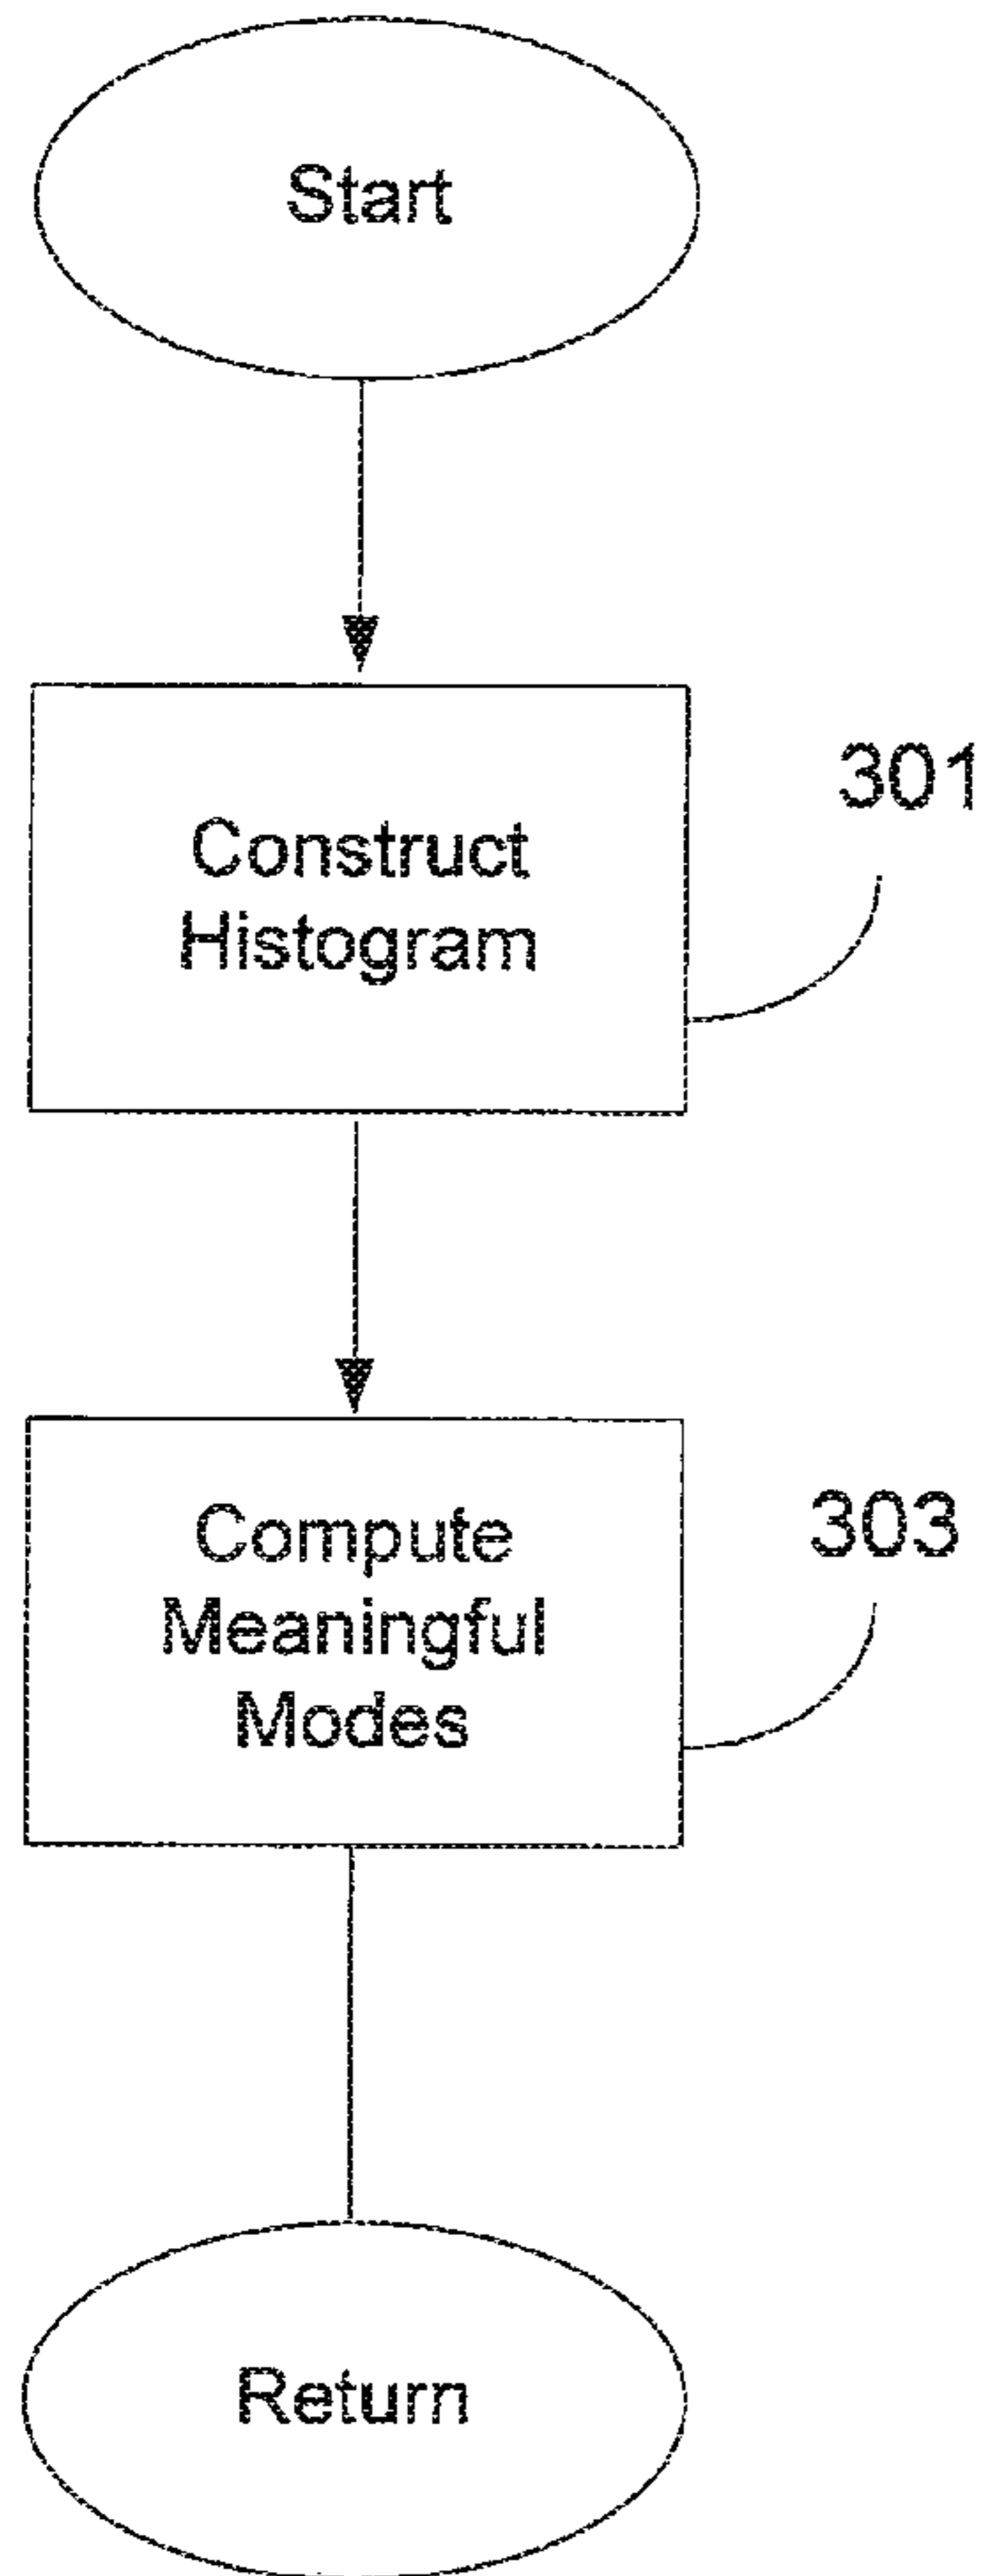 Start
Construct
Histogram
301
Compute
Meaningful
Modes
303
Return